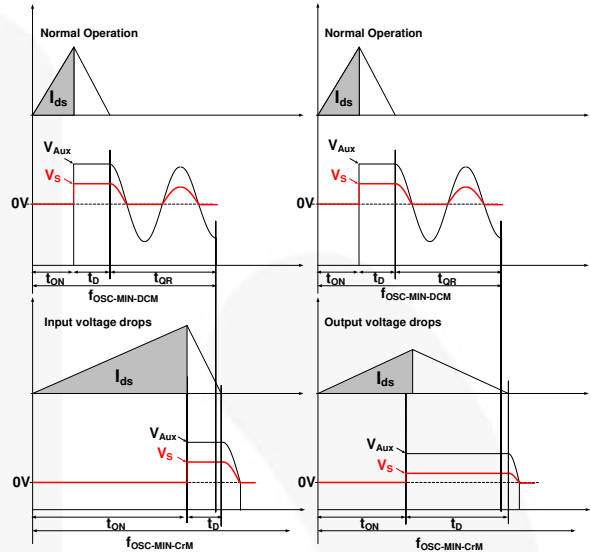 Normal Operation
Ids
VAux
VS
0V
tON tD tQR
fOSC-MIN-DCM
Input voltage drops
Ids
VAux
VS
0V
tON tD
fOSC-MIN-CrM
Normal Operation
Ids
VAux
VS
0V
tON tD tQR
fOSC-MIN-DCM
Output voltage drops
Ids
VAux
VS
0V
tON tD
fOSC-MIN-CrM